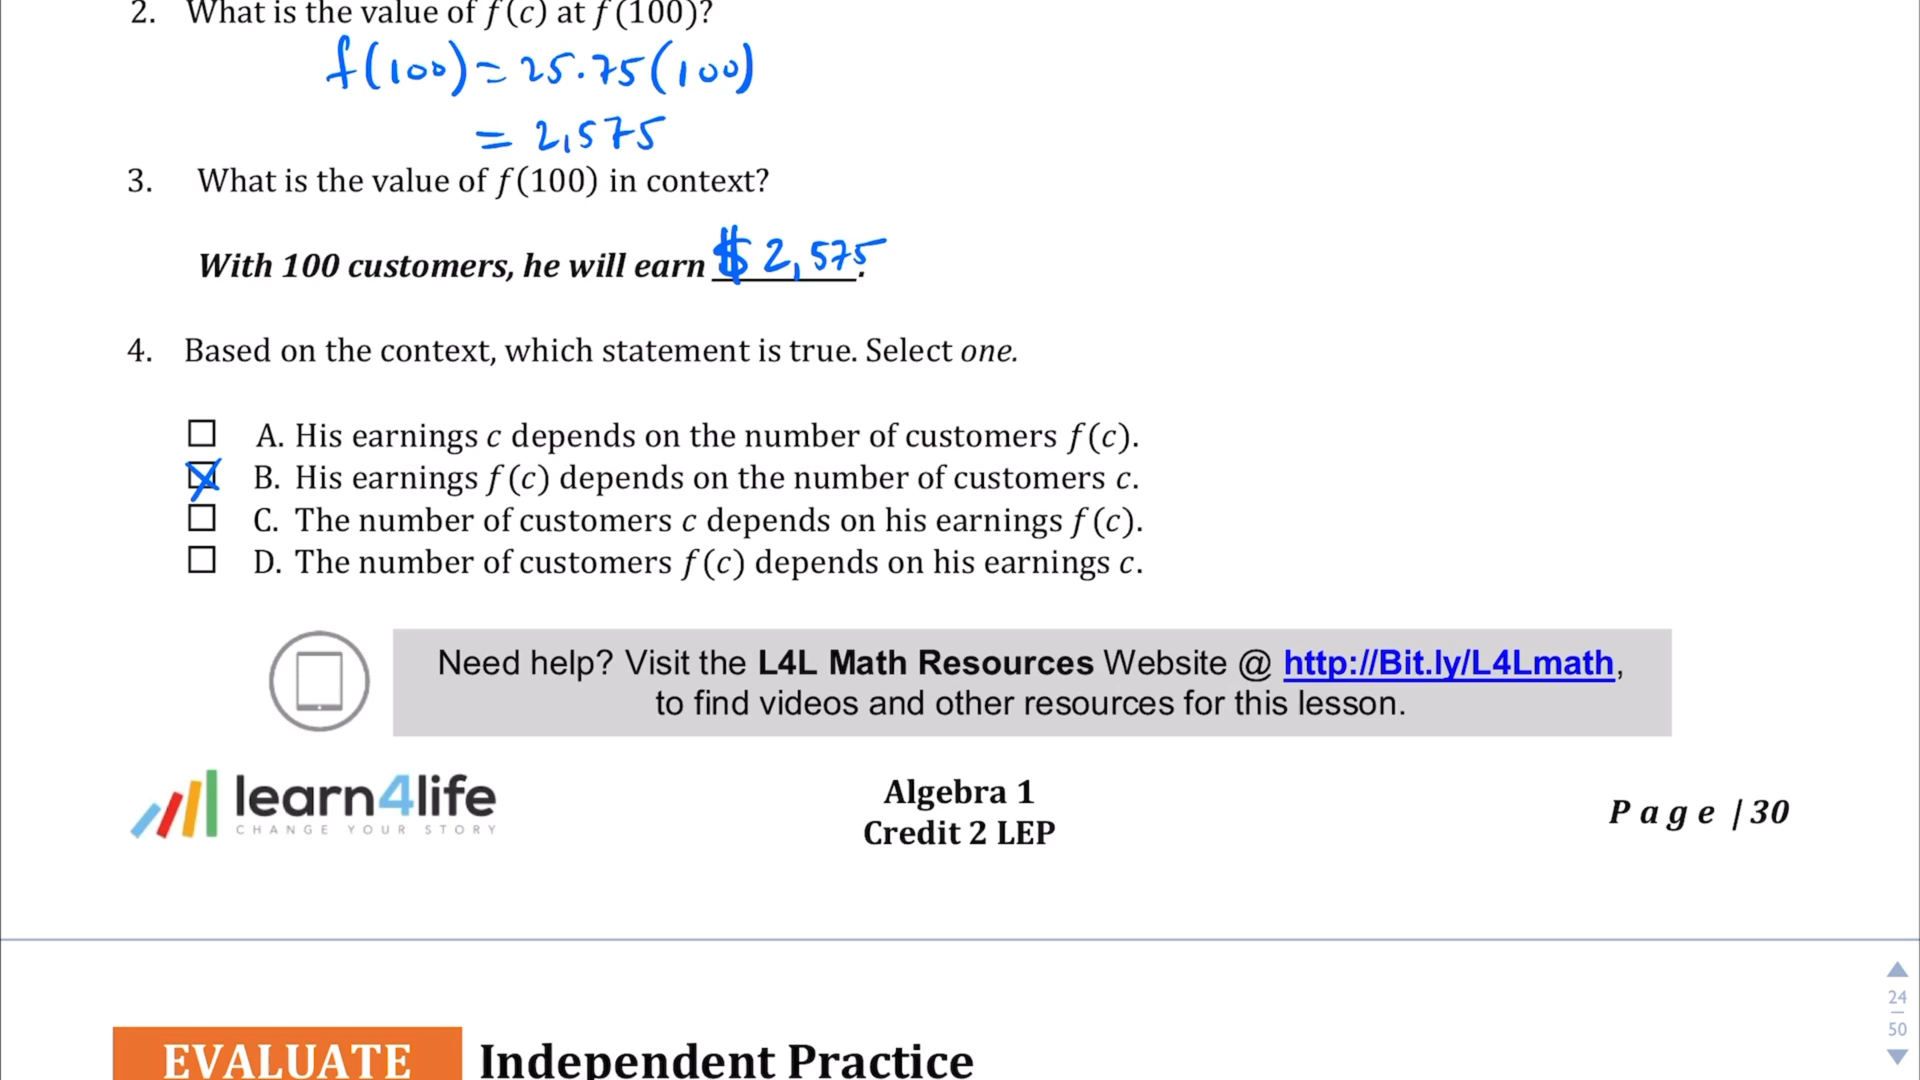 2. What is the value of f(c) at f(100)?
f(100) = 25.75(100)
= 2,575
3. What is the value of f(100) in context?
With 100 customers, he will earn $ 2,575.
4. Based on the context, which statement is true. Select one.
A. His earnings c depends on the number of customers f(c).
B. His earnings f(c) depends on the number of customers c.
C. The number of customers c depends on his earnings f(c).
D. The number of customers f(c) depends on his earnings c.
Need help? Visit the L4L Math Resources Website @ http://Bit.ly/L4Lmath,
to find videos and other resources for this lesson.
learn4life
CHANGE YOUR STORY
Algebra 1
Credit 2 LEP
Page |30
24
50
EVALUATE Independent Practice